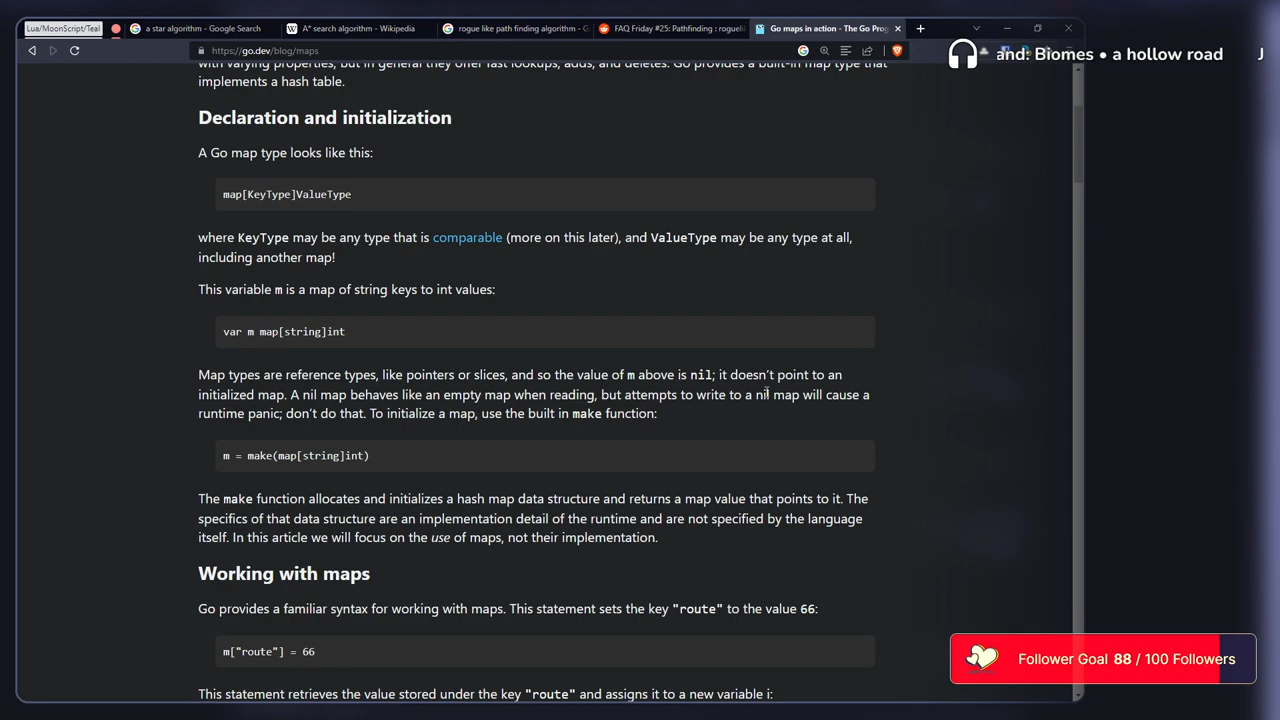 Lua/MoonScript/Teal
a star algorithm - Google Search
A* search algorithm - Wikipedia
rogue like path finding algorithm - G
FAQ Friday #25: Pathfinding : roguelil
Go maps in action - The Go Prog
https://go.dev/blog/maps
and: Biomes • a hollow road J
with varying properties, but in general they offer fast lookups, adds, and deletes. Go provides a built-in map type that
implements a hash table.
Declaration and initialization
A Go map type looks like this:
map[KeyType]ValueType
where KeyType may be any type that is comparable (more on this later), and ValueType may be any type at all,
including another map!
This variable m is a map of string keys to int values:
var m map[string]int
Map types are reference types, like pointers or slices, and so the value of m above is nil; it doesn’t point to an
initialized map. A nil map behaves like an empty map when reading, but attempts to write to a nil map will cause a
runtime panic; don’t do that. To initialize a map, use the built in make function:
m = make(map[string]int)
The make function allocates and initializes a hash map data structure and returns a map value that points to it. The
specifics of that data structure are an implementation detail of the runtime and are not specified by the language
itself. In this article we will focus on the use of maps, not their implementation.
Working with maps
Go provides a familiar syntax for working with maps. This statement sets the key "route" to the value 66:
m["route"] = 66
This statement retrieves the value stored under the key "route" and assigns it to a new variable i:
Follower Goal 88 / 100 Followers